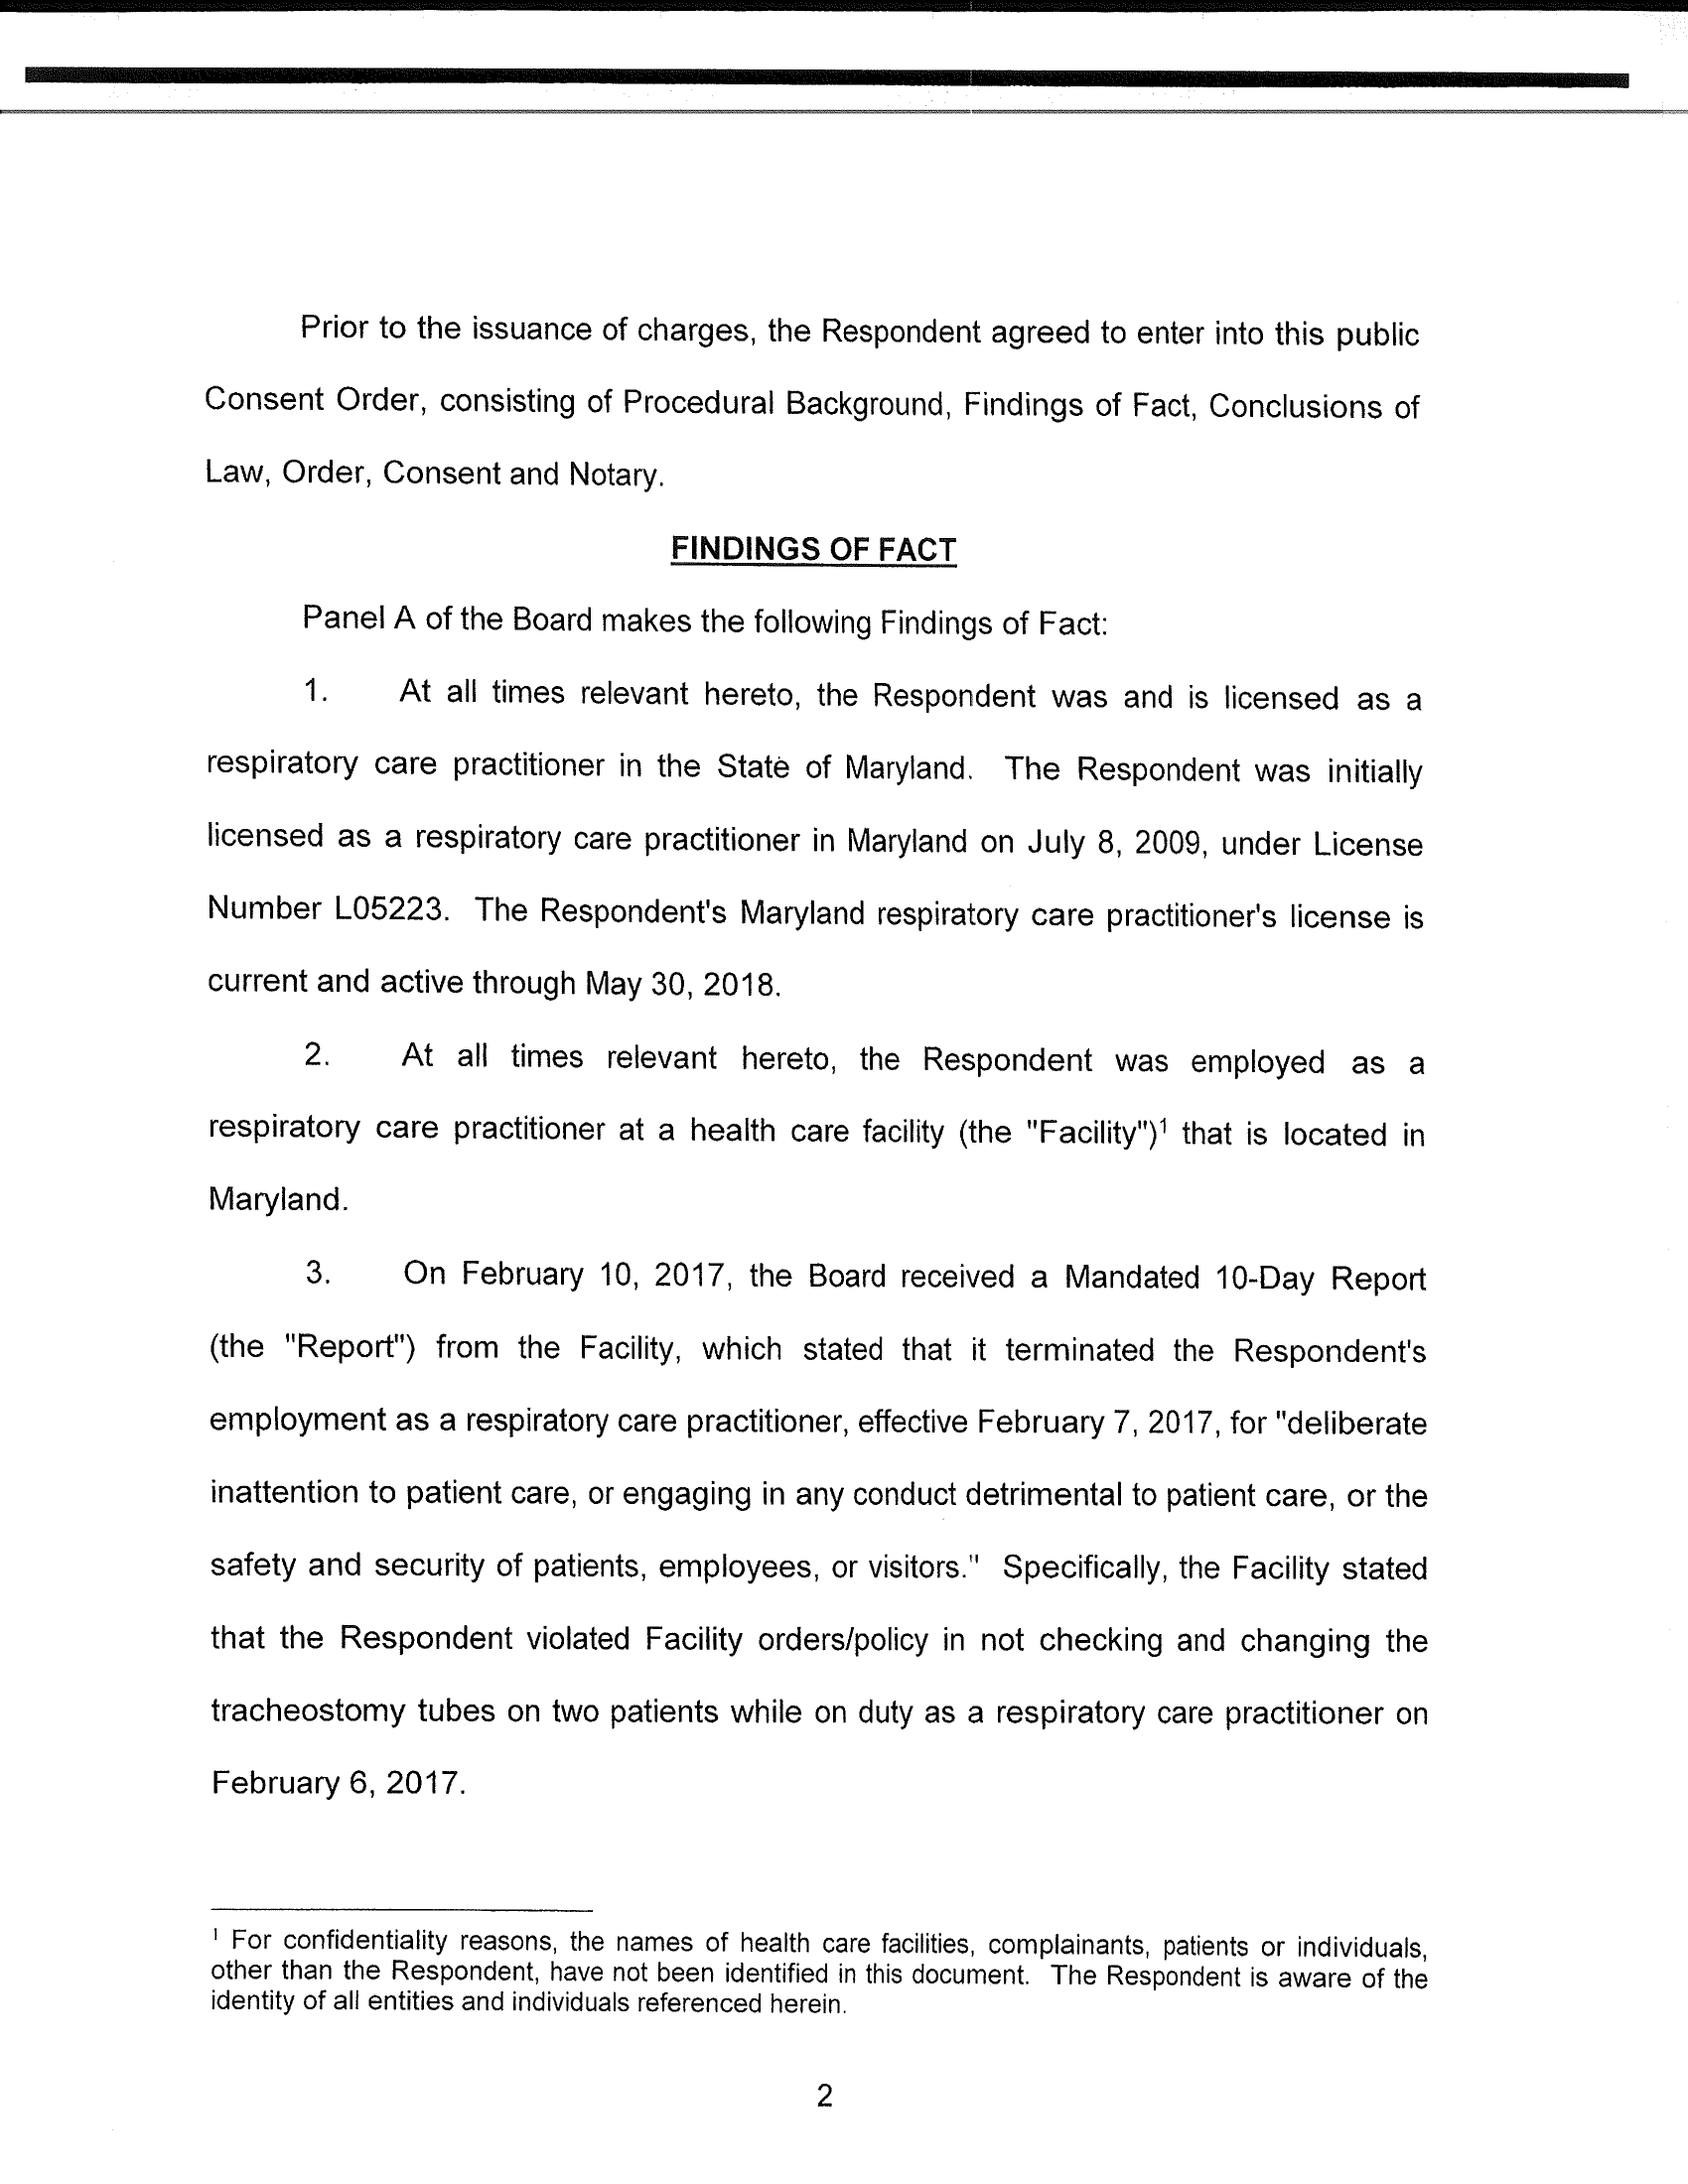 Prior to the issuance of charges, the Respondent agreed to enter into this public
Consent Order, consisting of Procedural Background, Findings of Fact, Conclusions of
Law, Order, Consent and Notary.
FINDINGS OF FACT
Panel A of the Board makes the following Findings of Fact:
1. At all times relevant hereto, the Respondent was and is licensed as a
respiratory care practitioner in the State of Maryland. The Respondent was initially
licensed as a respiratory care practitioner in Maryland on July 8, 2009, under License
Number L05223. The Respondent's Maryland respiratory care practitioner's license is
current and active through May 30, 2018.
2. At all times relevant hereto, the Respondent was employed as a
respiratory care practitioner at a health care facility (the "Facility")¹ that is located in
Maryland.
3. On February 10, 2017, the Board received a Mandated 10-Day Report
(the "Report") from the Facility, which stated that it terminated the Respondent's
employment as a respiratory care practitioner, effective February 7, 2017, for "deliberate
inattention to patient care, or engaging in any conduct detrimental to patient care, or the
safety and security of patients, employees, or visitors." Specifically, the Facility stated
that the Respondent violated Facility orders/policy in not checking and changing the
tracheostomy tubes on two patients while on duty as a respiratory care practitioner on
February 6, 2017.
¹ For confidentiality reasons, the names of health care facilities, complainants, patients or individuals,
other than the Respondent, have not been identified in this document. The Respondent is aware of the
identity of all entities and individuals referenced herein.
2